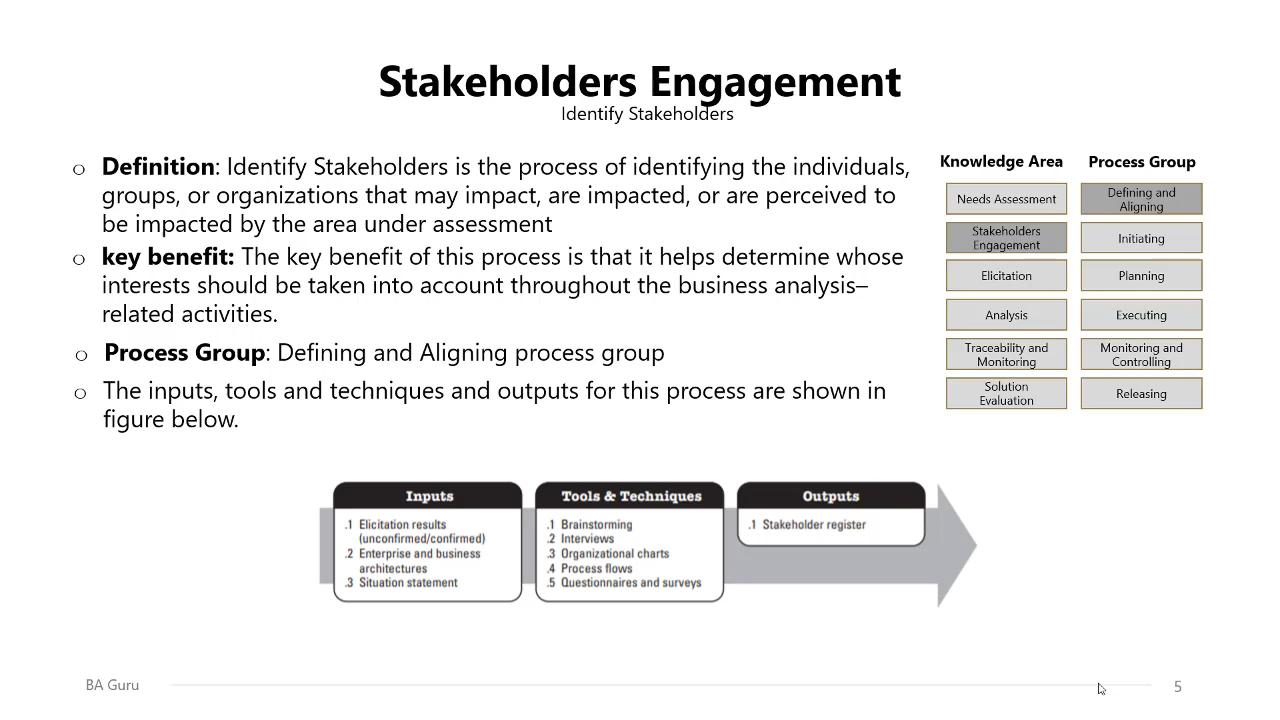 Stakeholders Engagement
Identify Stakeholders
o Definition: Identify Stakeholders is the process of identifying the individuals,
groups, or organizations that may impact, are impacted, or are perceived to
be impacted by the area under assessment
o key benefit: The key benefit of this process is that it helps determine whose
interests should be taken into account throughout the business analysis–
related activities.
o Process Group: Defining and Aligning process group
o The inputs, tools and techniques and outputs for this process are shown in
figure below.
Knowledge Area
Needs Assessment
Stakeholders
Engagement
Elicitation
Analysis
Traceability and
Monitoring
Solution
Evaluation
Process Group
Defining and
Aligning
Initiating
Planning
Executing
Monitoring and
Controlling
Releasing
Inputs
.1 Elicitation results
(unconfirmed/confirmed)
.2 Enterprise and business
architectures
.3 Situation statement
Tools & Techniques
.1 Brainstorming
.2 Interviews
.3 Organizational charts
.4 Process flows
.5 Questionnaires and surveys
Outputs
.1 Stakeholder register
BA Guru
5